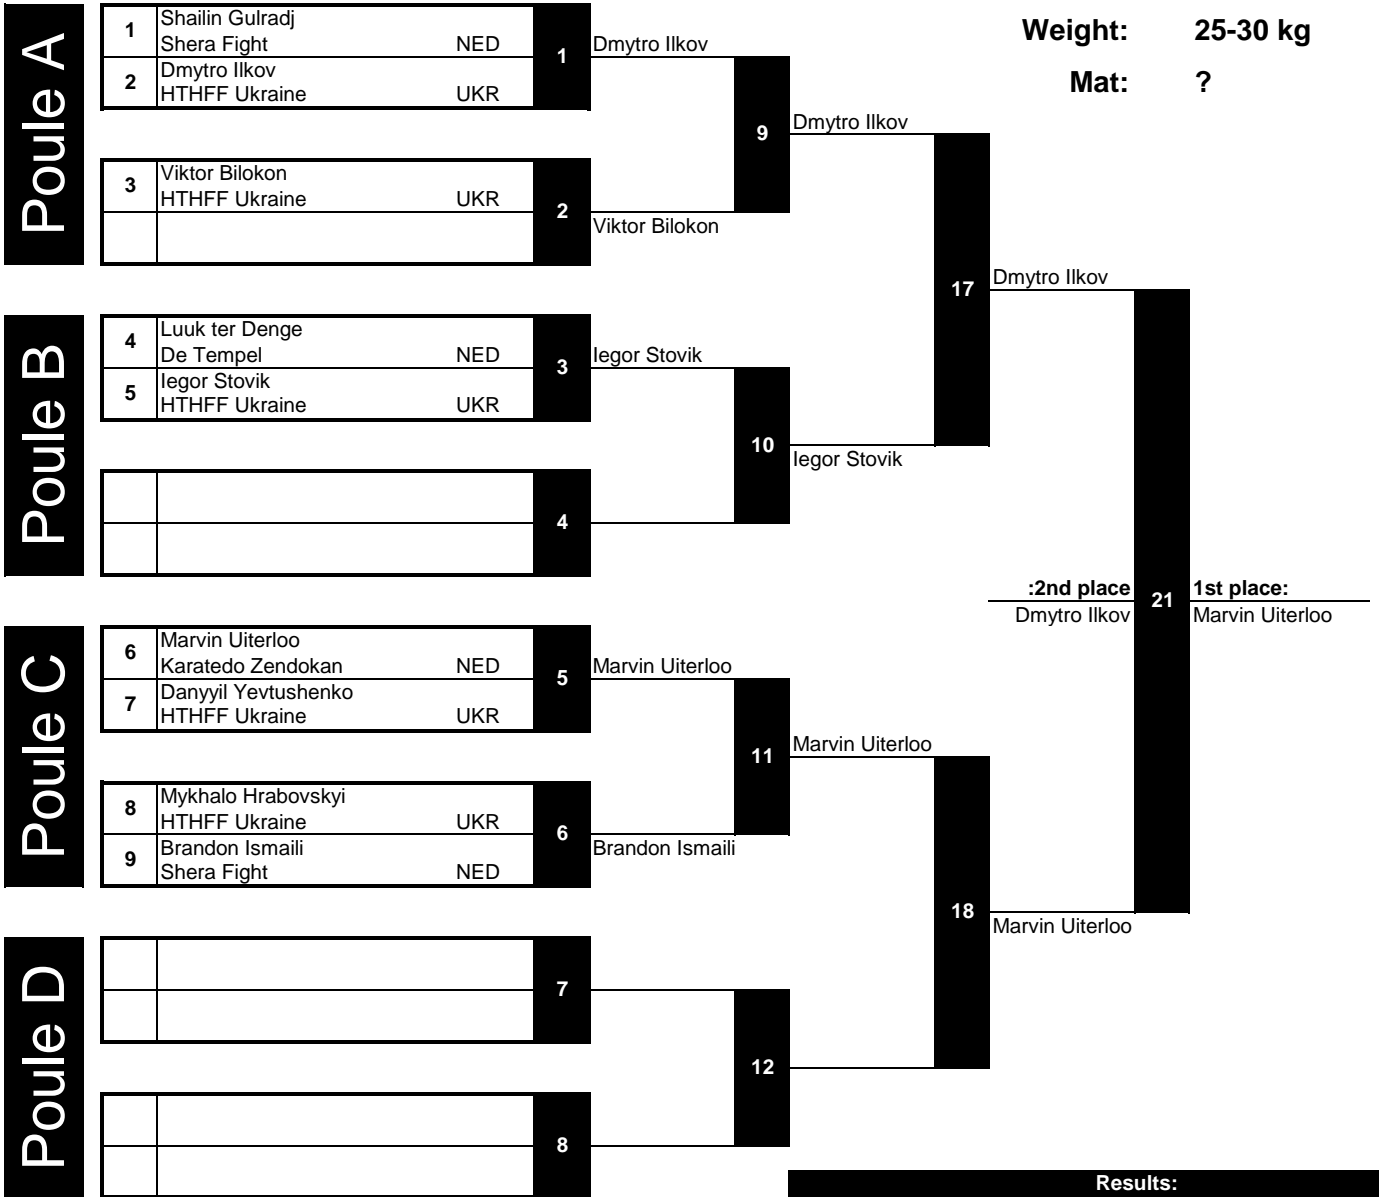 Weight: 25-30 kg
Mat: ?
Poule A
1 Shailin Gulradj
Shera Fight NED
2 Dmytro Ilkov
HTHFF Ukraine UKR
1
Dmytro Ilkov
3 Viktor Bilokon
HTHFF Ukraine UKR
2
Viktor Bilokon
9
Dmytro Ilkov
Poule B
4 Luuk ter Denge
De Tempel NED
5 Iegor Stovik
HTHFF Ukraine UKR
3
Iegor Stovik
4
10
Iegor Stovik
17
Dmytro Ilkov
Poule C
6 Marvin Uiterloo
Karatedo Zendokan NED
7 Danyyil Yevtushenko
HTHFF Ukraine UKR
5
Marvin Uiterloo
8 Mykhalo Hrabovskyi
HTHFF Ukraine UKR
9 Brandon Ismaili
Shera Fight NED
6
Brandon Ismaili
11
Marvin Uiterloo
Poule D
7
8
12
18
Marvin Uiterloo
:2nd place
Dmytro Ilkov
21
1st place:
Marvin Uiterloo
Results: